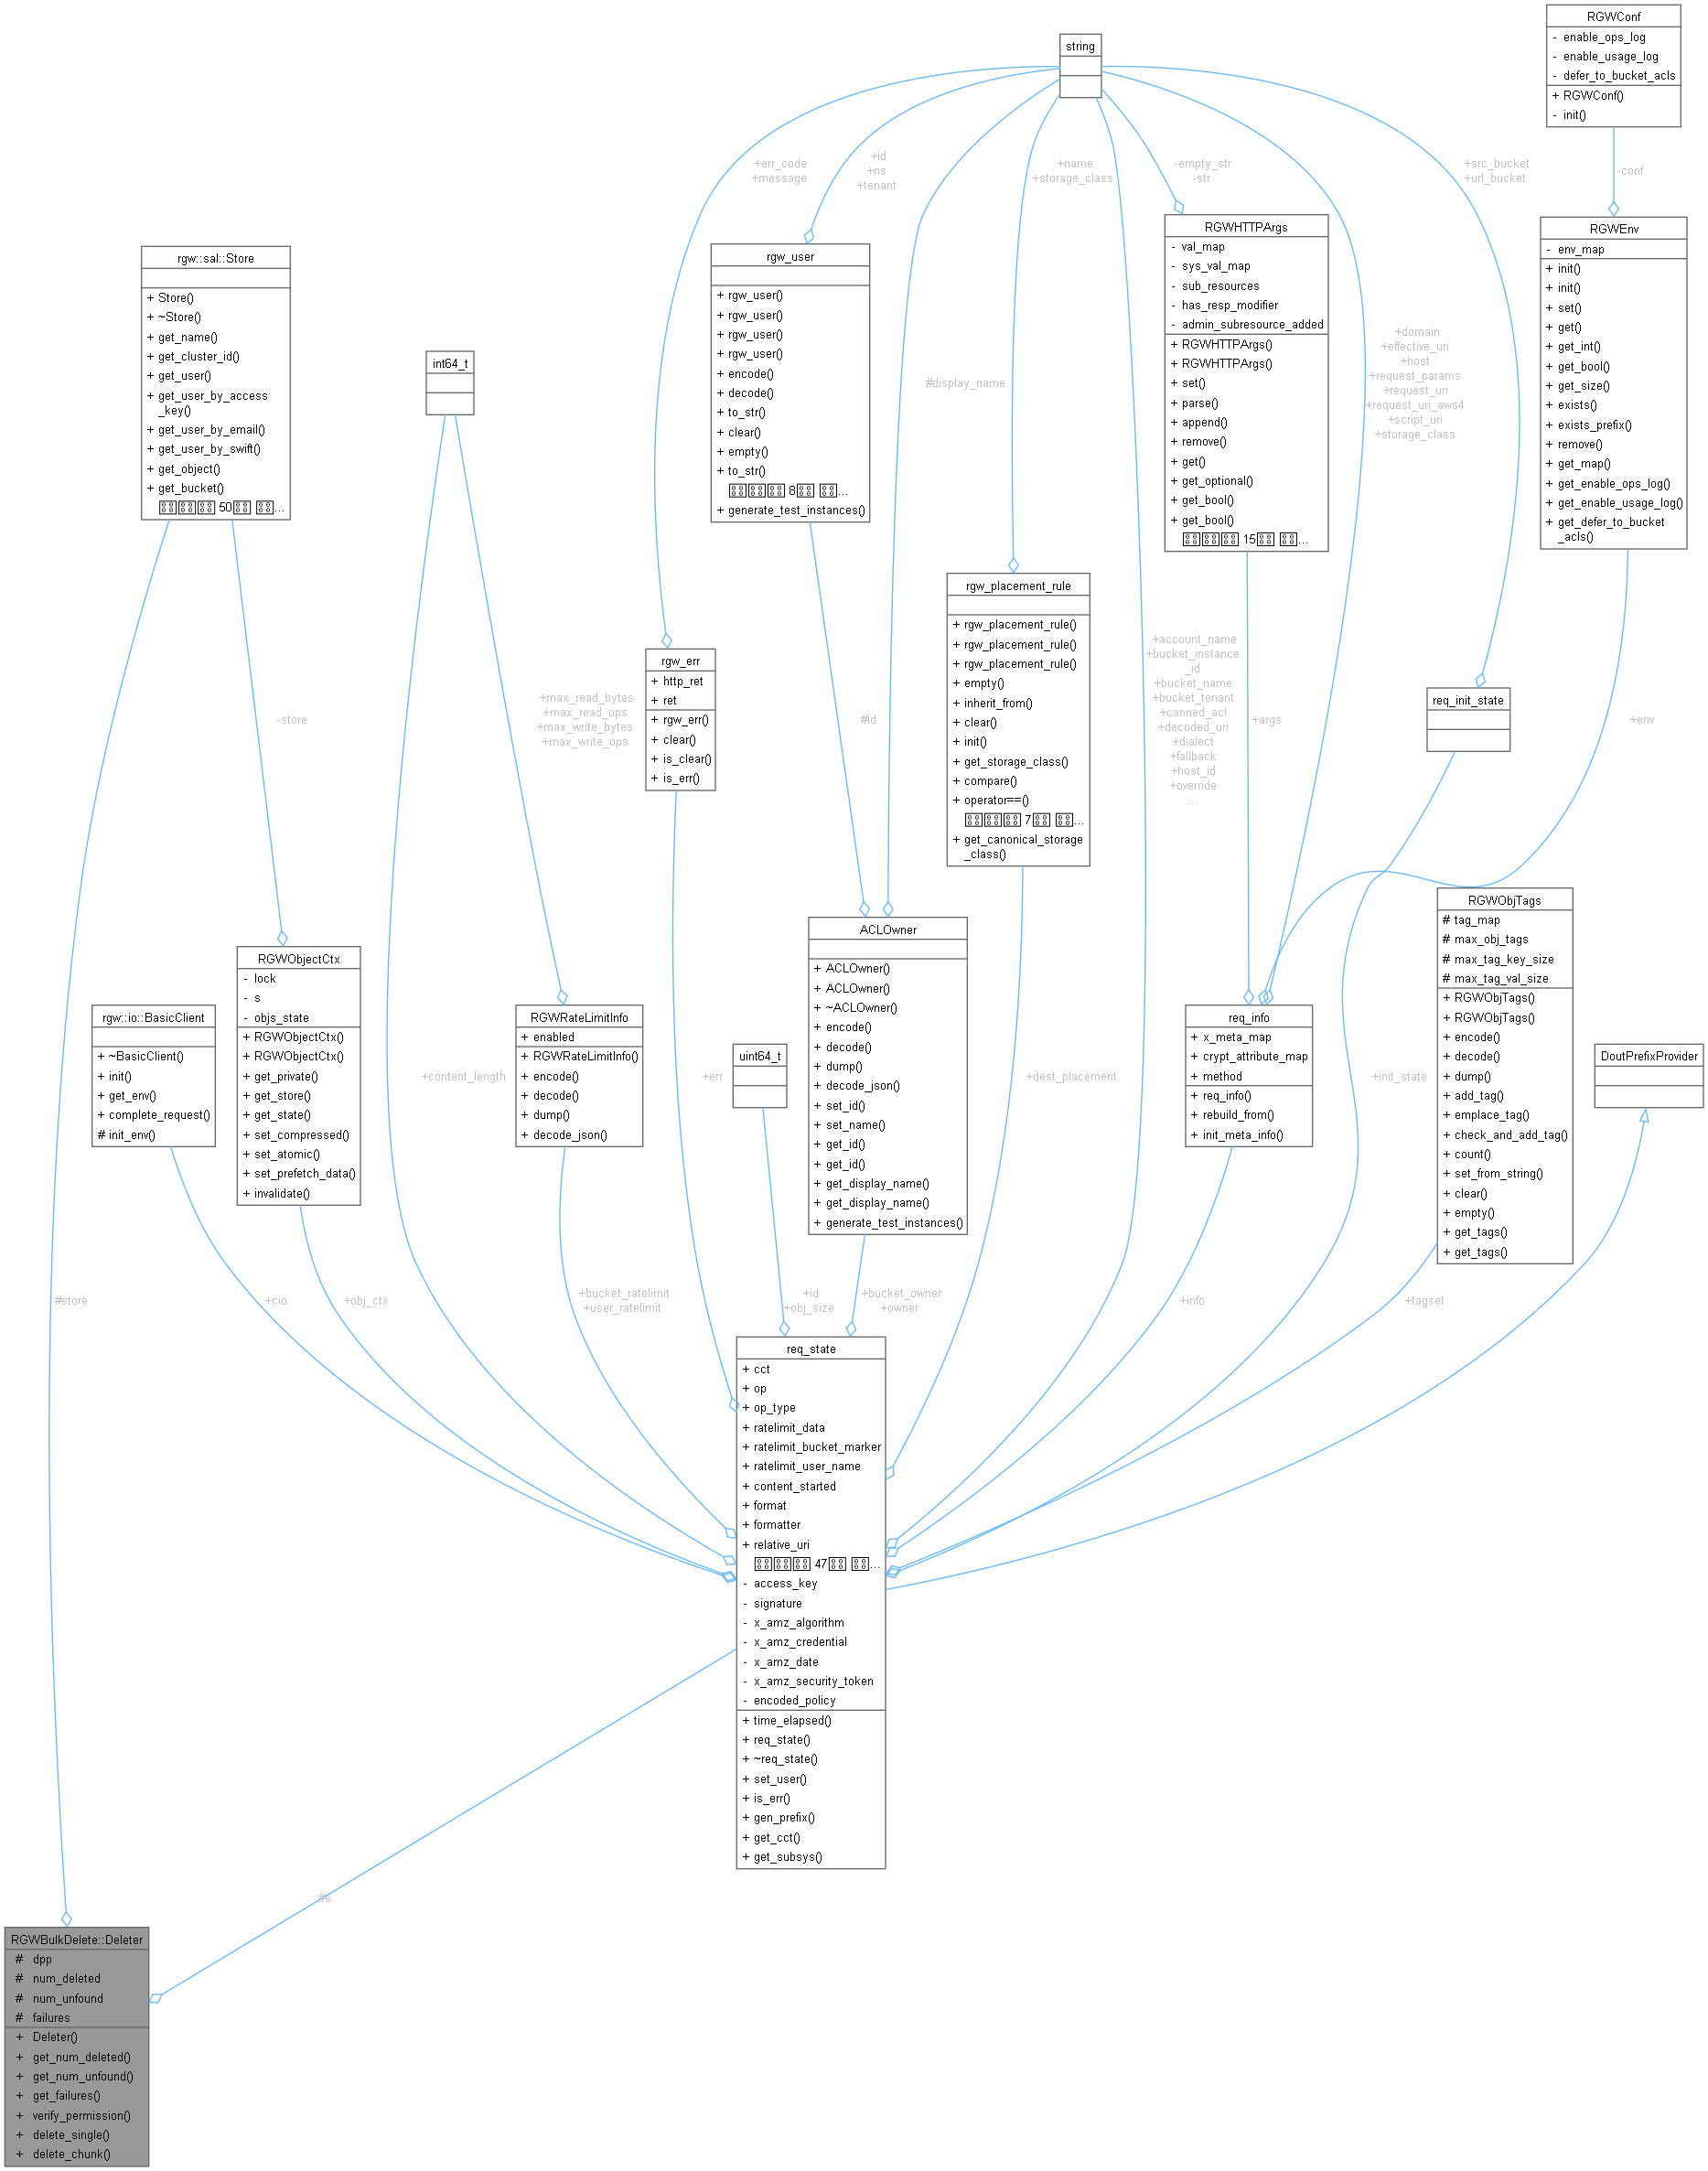 RGWConf
- enable_ops_log
- enable_usage_log
- defer_to_bucket_acls
+ RGWConf()
- init()
string
+err_code
+message
+id
+ns
+tenant
+name
+storage_class
-empty_str
-str
+src_bucket
+url_bucket
-conf
rgw::sal::Store
+ Store()
+ ~Store()
+ get_name()
+ get_cluster_id()
+ get_user()
+ get_user_by_access
_key()
+ get_user_by_email()
+ get_user_by_swift()
+ get_object()
+ get_bucket()
50 ...
rgw_user
+ rgw_user()
+ rgw_user()
+ rgw_user()
+ rgw_user()
+ encode()
+ decode()
+ to_str()
+ clear()
+ empty()
+ to_str()
8 ...
+ generate_test_instances()
RGWHTTPArgs
- val_map
- sys_val_map
- sub_resources
- has_resp_modifier
- admin_subresource_added
+ RGWHTTPArgs()
+ RGWHTTPArgs()
+ set()
+ parse()
+ append()
+ remove()
+ get()
+ get_optional()
+ get_bool()
+ get_bool()
15 ...
RGWEnv
- env_map
+ init()
+ init()
+ set()
+ get()
+ get_int()
+ get_bool()
+ get_size()
+ exists()
+ exists_prefix()
+ remove()
+ get_map()
+ get_enable_ops_log()
+ get_enable_usage_log()
+ get_defer_to_bucket
_acls()
int64_t
#display_name
+domain
+effective_uri
+host
+request_params
+request_uri
+request_uri_aws4
+script_uri
+storage_class
rgw_placement_rule
+ rgw_placement_rule()
+ rgw_placement_rule()
+ rgw_placement_rule()
+ empty()
+ inherit_from()
+ clear()
+ init()
+ get_storage_class()
+ compare()
+ operator==()
7 ...
+ get_canonical_storage
_class()
rgw_err
+ http_ret
+ ret
+ rgw_err()
+ clear()
+ is_clear()
+ is_err()
-store
+max_read_bytes
+max_read_ops
+max_write_bytes
+max_write_ops
#id
+account_name
+bucket_instance
_id
+bucket_name
+bucket_tenant
+canned_acl
+decoded_uri
+dialect
+fallback
+host_id
+override
...
+args
req_init_state
+env
RGWObjTags
# tag_map
# max_obj_tags
# max_tag_key_size
# max_tag_val_size
+ RGWObjTags()
+ RGWObjTags()
+ encode()
+ decode()
+ dump()
+ add_tag()
+ emplace_tag()
+ check_and_add_tag()
+ count()
+ set_from_string()
+ clear()
+ empty()
+ get_tags()
+ get_tags()
ACLOwner
+ ACLOwner()
+ ACLOwner()
+ ~ACLOwner()
+ encode()
+ decode()
+ dump()
+ decode_json()
+ set_id()
+ set_name()
+ get_id()
+ get_id()
+ get_display_name()
+ get_display_name()
+ generate_test_instances()
RGWObjectCtx
- lock
- s
- objs_state
+ RGWObjectCtx()
+ RGWObjectCtx()
+ get_private()
+ get_store()
+ get_state()
+ set_compressed()
+ set_atomic()
+ set_prefetch_data()
+ invalidate()
rgw::io::BasicClient
+ ~BasicClient()
+ init()
+ get_env()
+ complete_request()
# init_env()
RGWRateLimitInfo
+ enabled
+ RGWRateLimitInfo()
+ encode()
+ decode()
+ dump()
+ decode_json()
req_info
+ x_meta_map
+ crypt_attribute_map
+ method
+ req_info()
+ rebuild_from()
+ init_meta_info()
uint64_t
DoutPrefixProvider
+content_length
+err
+dest_placement
+init_state
#store
+cio
+obj_ctx
+bucket_ratelimit
+user_ratelimit
+id
+obj_size
+bucket_owner
+owner
+info
+tagset
req_state
+ cct
+ op
+ op_type
+ ratelimit_data
+ ratelimit_bucket_marker
+ ratelimit_user_name
+ content_started
+ format
+ formatter
+ relative_uri
47 ...
- access_key
- signature
- x_amz_algorithm
- x_amz_credential
- x_amz_date
- x_amz_security_token
- encoded_policy
+ time_elapsed()
+ req_state()
+ ~req_state()
+ set_user()
+ is_err()
+ gen_prefix()
+ get_cct()
+ get_subsys()
#s
RGWBulkDelete::Deleter
# dpp
# num_deleted
# num_unfound
# failures
+ Deleter()
+ get_num_deleted()
+ get_num_unfound()
+ get_failures()
+ verify_permission()
+ delete_single()
+ delete_chunk()